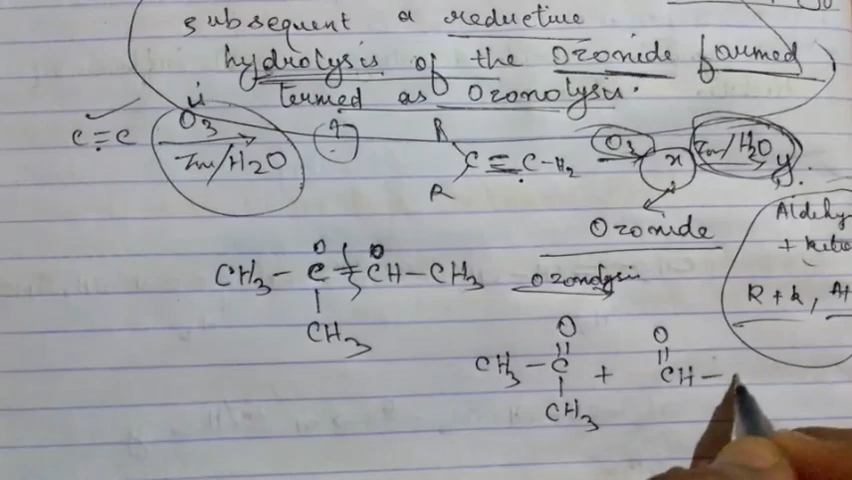 subsequent a reductive
hydrolysis of the Ozonide formed
termed as Ozonolysis.
C=C O3 Zn/H2O
R R C=C-H2 O3 x Zn/H2O y.
Ozonide
Aldehy
+ Keto
R + k, A+
CH3-C=CH-CH3 ozonolysis
O O
CH3
O O
CH3-C + CH-
CH3